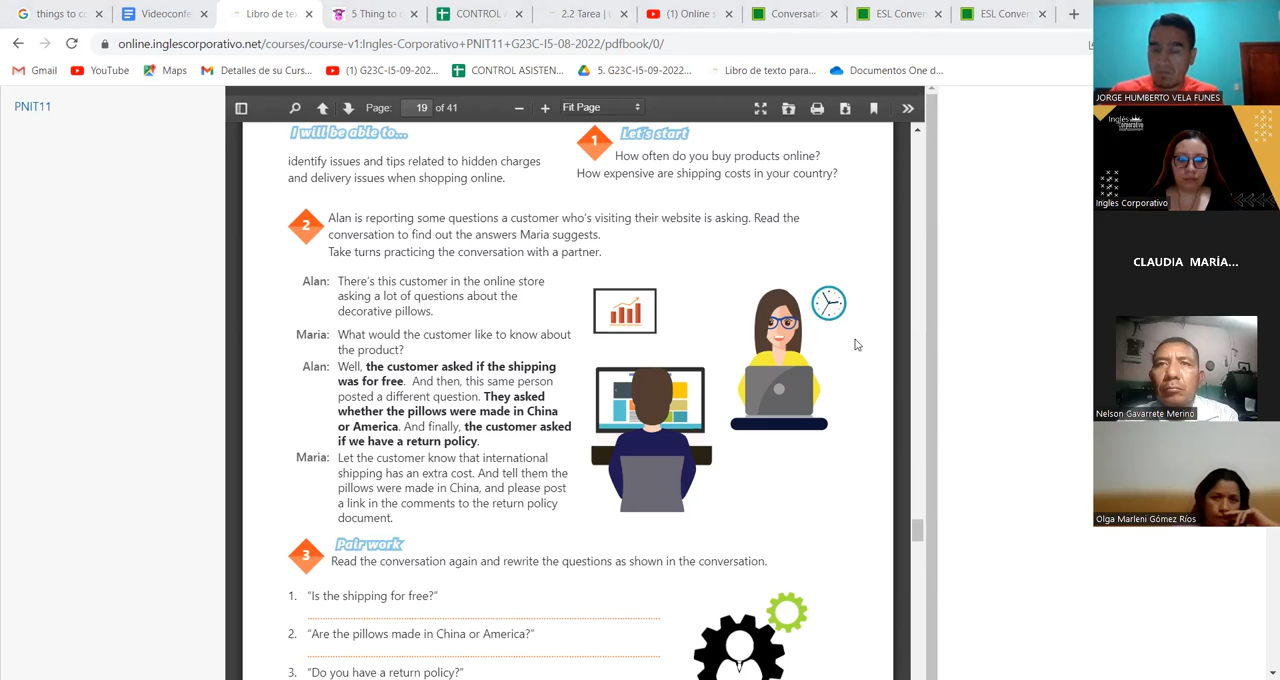 things to co
Videoconfe
Libro de tex
5 Thing to c
CONTROL A
2.2 Tarea | L
(1) Online s
Conversatio
ESL Conver
ESL Conver
online.inglescorporativo.net/courses/course-v1:Ingles-Corporativo+PNIT11+G23C-I5-08-2022/pdfbook/0/
Gmail
YouTube
Maps
Detalles de su Curs...
(1) G23C-I5-09-202...
CONTROL ASISTEN...
5. G23C-I5-09-2022...
Libro de texto para...
Documentos One d...
PNIT11
Page: 19 of 41
Fit Page
I will be able to...
identify issues and tips related to hidden charges
and delivery issues when shopping online.
1 Let's start
How often do you buy products online?
How expensive are shipping costs in your country?
2 Alan is reporting some questions a customer who's visiting their website is asking. Read the
conversation to find out the answers Maria suggests.
Take turns practicing the conversation with a partner.
Alan: There's this customer in the online store
asking a lot of questions about the
decorative pillows.
Maria: What would the customer like to know about
the product?
Alan: Well, the customer asked if the shipping
was for free. And then, this same person
posted a different question. They asked
whether the pillows were made in China
or America. And finally, the customer asked
if we have a return policy.
Maria: Let the customer know that international
shipping has an extra cost. And tell them the
pillows were made in China, and please post
a link in the comments to the return policy
document.
3 Pair work
Read the conversation again and rewrite the questions as shown in the conversation.
1. "Is the shipping for free?"
2. "Are the pillows made in China or America?"
3. "Do you have a return policy?"
JORGE HUMBERTO VELA FUNES
Inglés
Corporativo
Ingles Corporativo
CLAUDIA MARÍA...
Nelson Gavarrete Merino
Olga Marleni Gómez Ríos